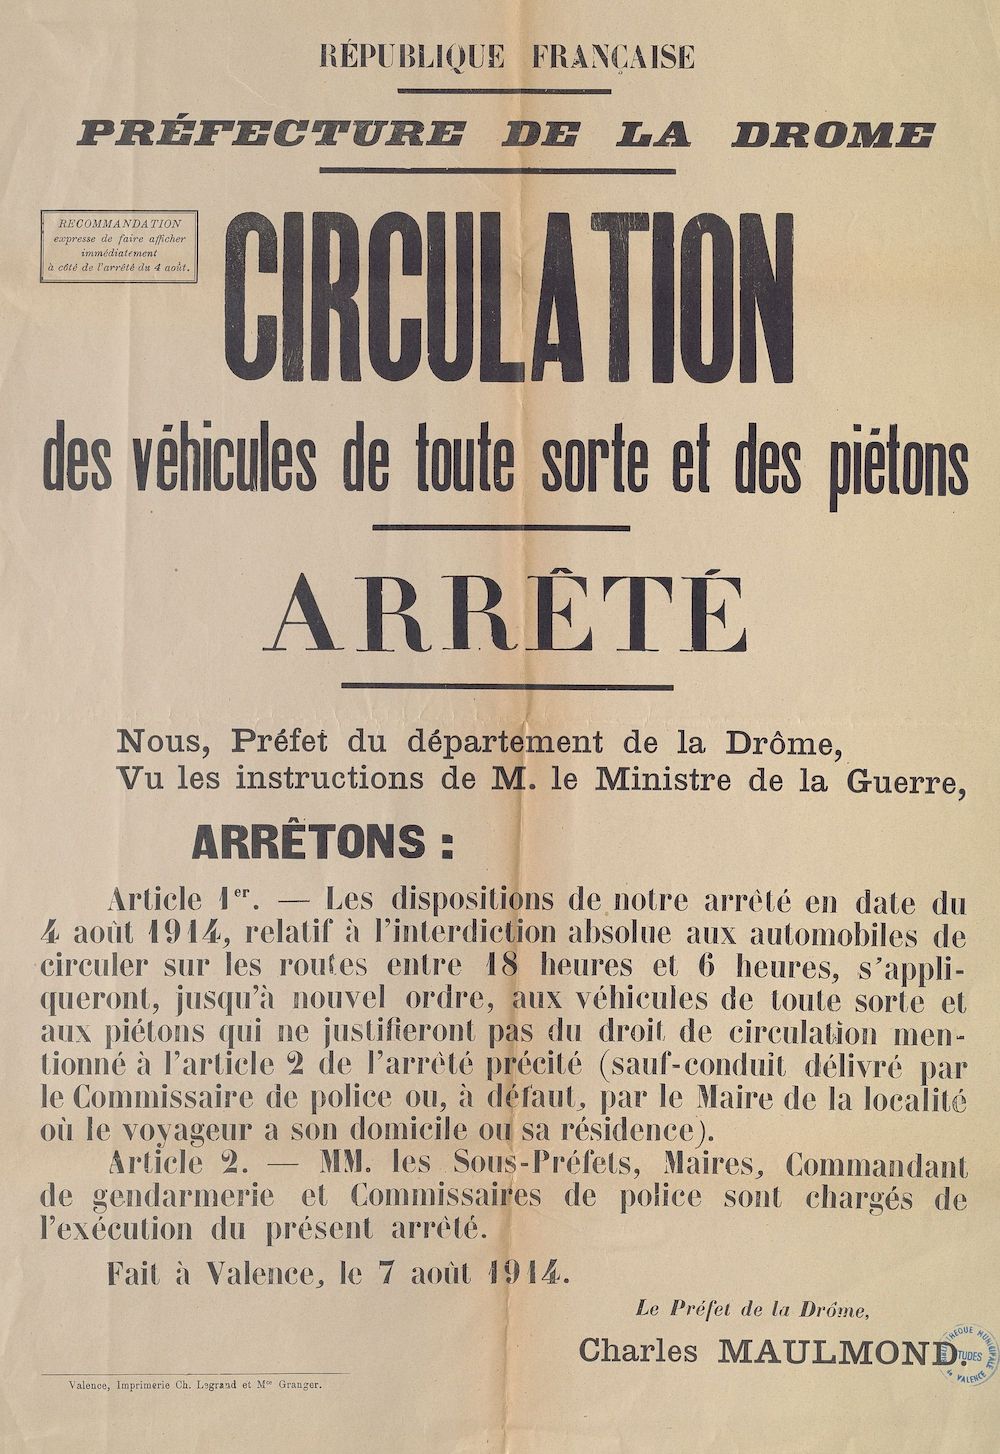 RÉPUBLIQUE FRANÇAISE
PRÉFECTURE DE LA DROME
RECOMMANDATION
expresse de faire afficher
immédiatement
à côté de l'arrêté du 4 août.
CIRCULATION
des véhicules de toute sorte et des piétons
ARRÊTÉ
Nous, Préfet du département de la Drôme,
Vu les instructions de M. le Ministre de la Guerre,
ARRÊTONS :
Article 1er. — Les dispositions de notre arrêté en date du
4 août 1914, relatif à l'interdiction absolue aux automobiles de
circuler sur les routes entre 18 heures et 6 heures, s'appli-
queront, jusqu'à nouvel ordre, aux véhicules de toute sorte et
aux piétons qui ne justifieront pas du droit de circulation men-
tionné à l'article 2 de l'arrêté précité (sauf-conduit délivré par
le Commissaire de police ou, à défaut, par le Maire de la localité
où le voyageur a son domicile ou sa résidence).
Article 2. — MM. les Sous-Préfets, Maires, Commandant
de gendarmerie et Commissaires de police sont chargés de
l'exécution du présent arrêté.
Fait à Valence, le 7 août 1914.
Le Préfet de la Drôme,
Charles MAULMOND.
Valence, Imprimerie Ch. Legrand et Mce Granger.
MUNICIPALE
VALENCE